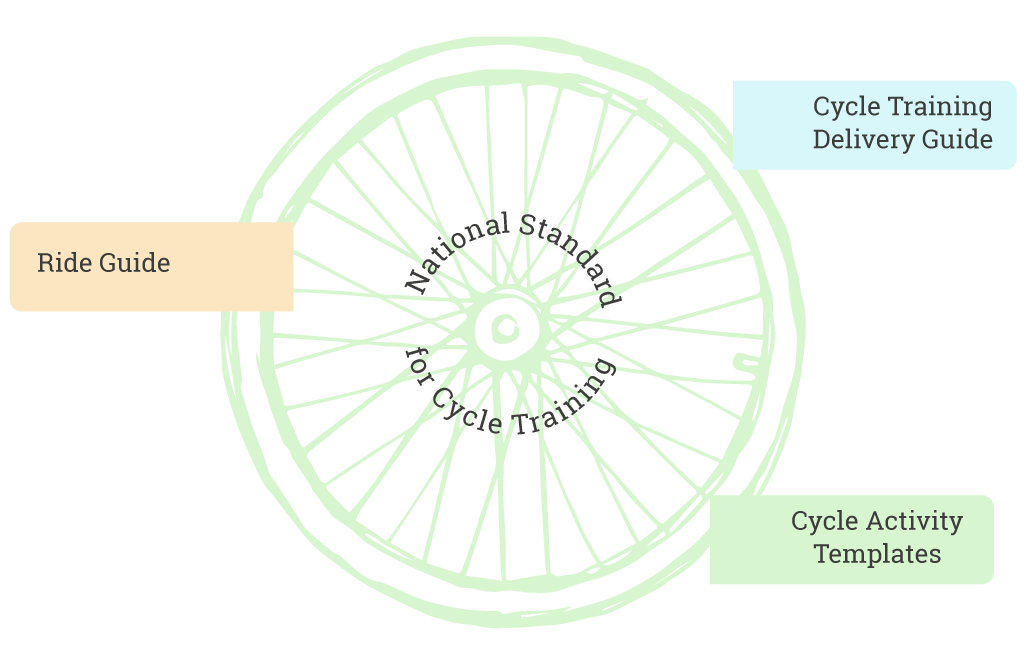 Cycle Training
Delivery Guide
National Standard
for Cycle Training
Ride Guide
Cycle Activity
Templates